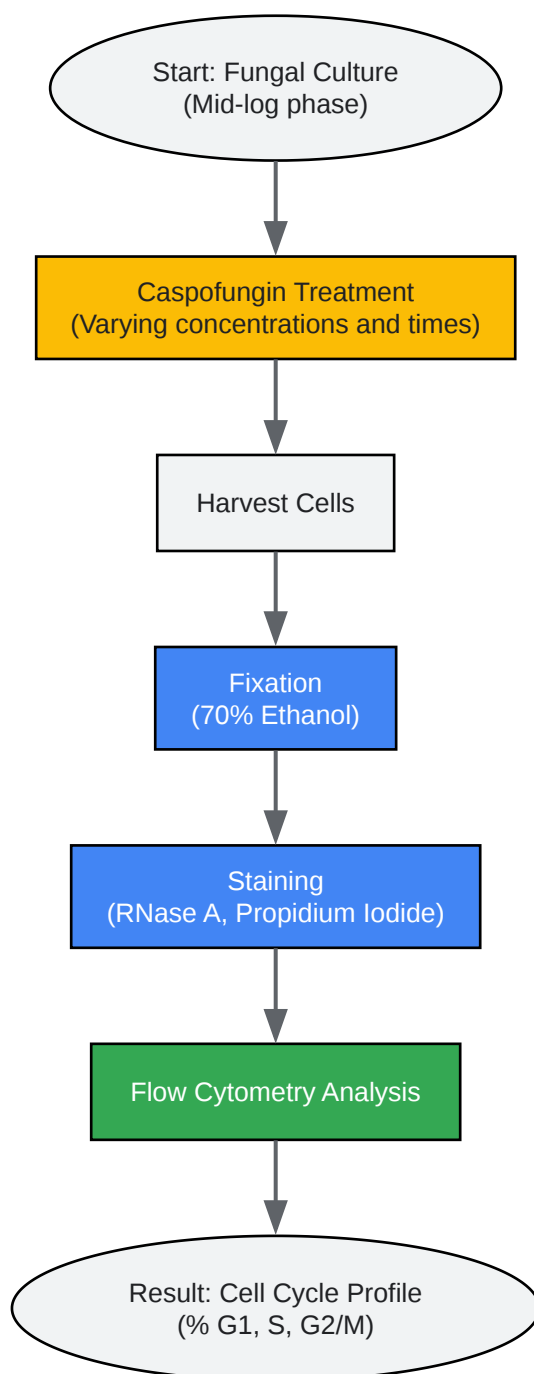 Start: Fungal Culture
(Mid-log phase)
Caspofungin Treatment
(Varying concentrations and times)
Harvest Cells
Fixation
(70% Ethanol)
Staining
(RNase A, Propidium Iodide)
Flow Cytometry Analysis
Result: Cell Cycle Profile
(% G1, S, G2/M)